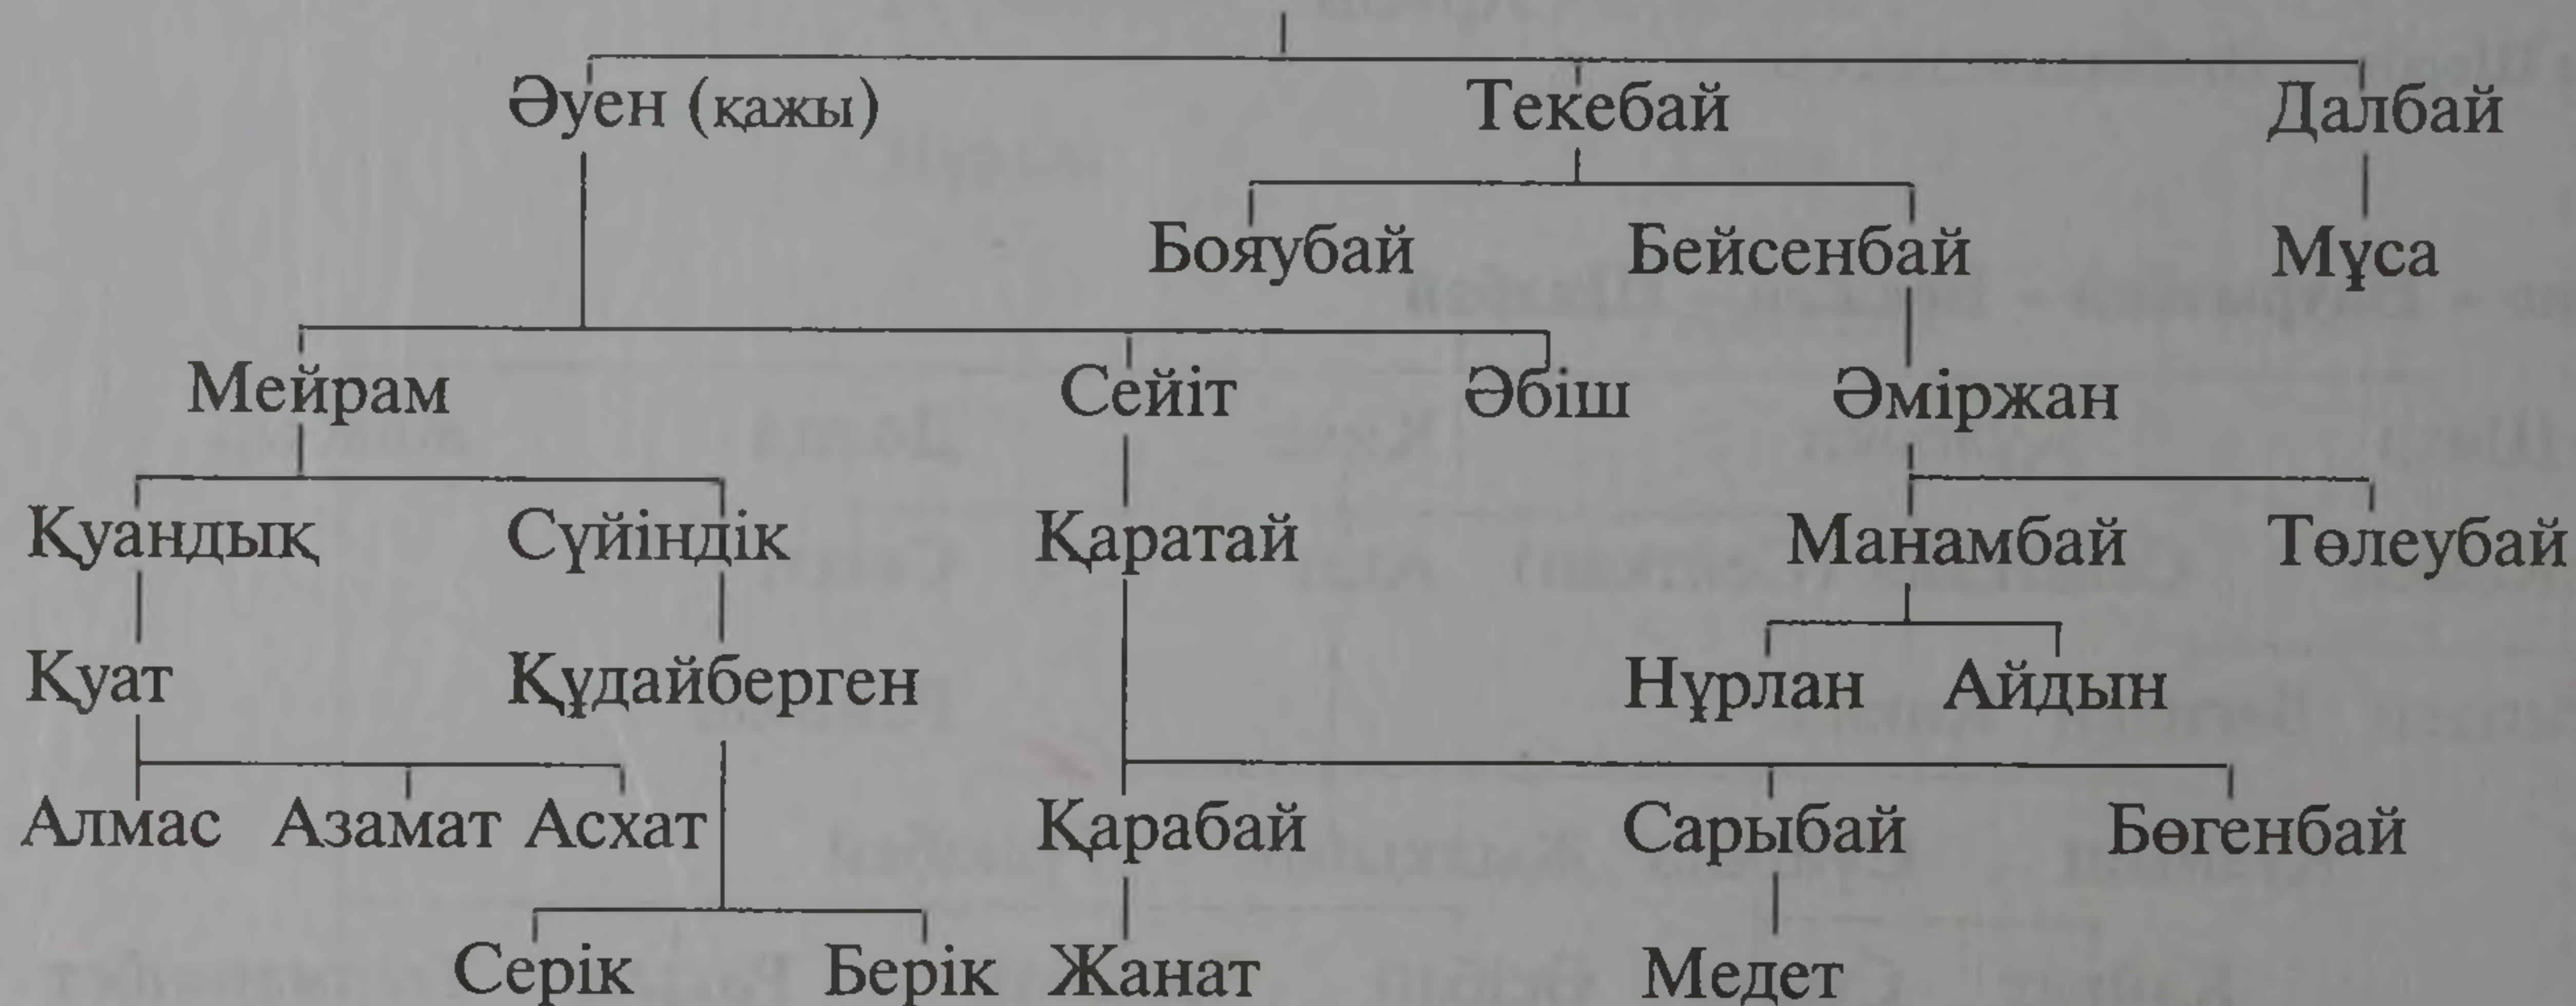 Әуен (қажы) Текебай Далбай
Бояубай Бейсенбай Мұса
Мейрам Сейіт Әбіш Әміржан
Қуандық Сүйіндік Қаратай Манамбай Төлеубай
Қуат Құдайберген Нұрлан Айдын
Алмас Азамат Асхат Қарабай Сарыбай Бөгенбай
Серік Берік Жанат Медет